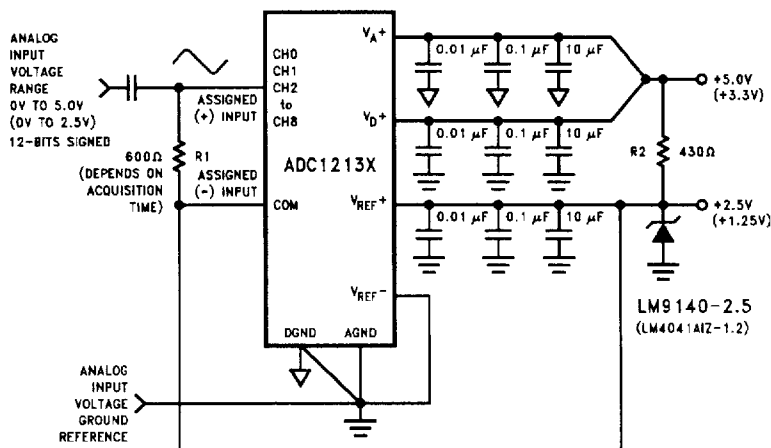 ANALOG
INPUT
VOLTAGE
RANGE
0V TO 5.0V
(0V TO 2.5V)
12-BITS SIGNED
600Ω
(DEPENDS ON
ACQUISITION
TIME)
R1
ASSIGNED
(+) INPUT
ASSIGNED
(-) INPUT
CH0
CH1
CH2
to
CH8
COM
ADC1213X
VA+
VD+
VREF+
VREF-
DGND
AGND
0.01 µF
0.1 µF
10 µF
0.01 µF
0.1 µF
10 µF
0.01 µF
0.1 µF
10 µF
+5.0V
(+3.3V)
R2
430Ω
+2.5V
(+1.25V)
LM9140-2.5
(LM4041AIZ-1.2)
ANALOG
INPUT
VOLTAGE
GROUND
REFERENCE